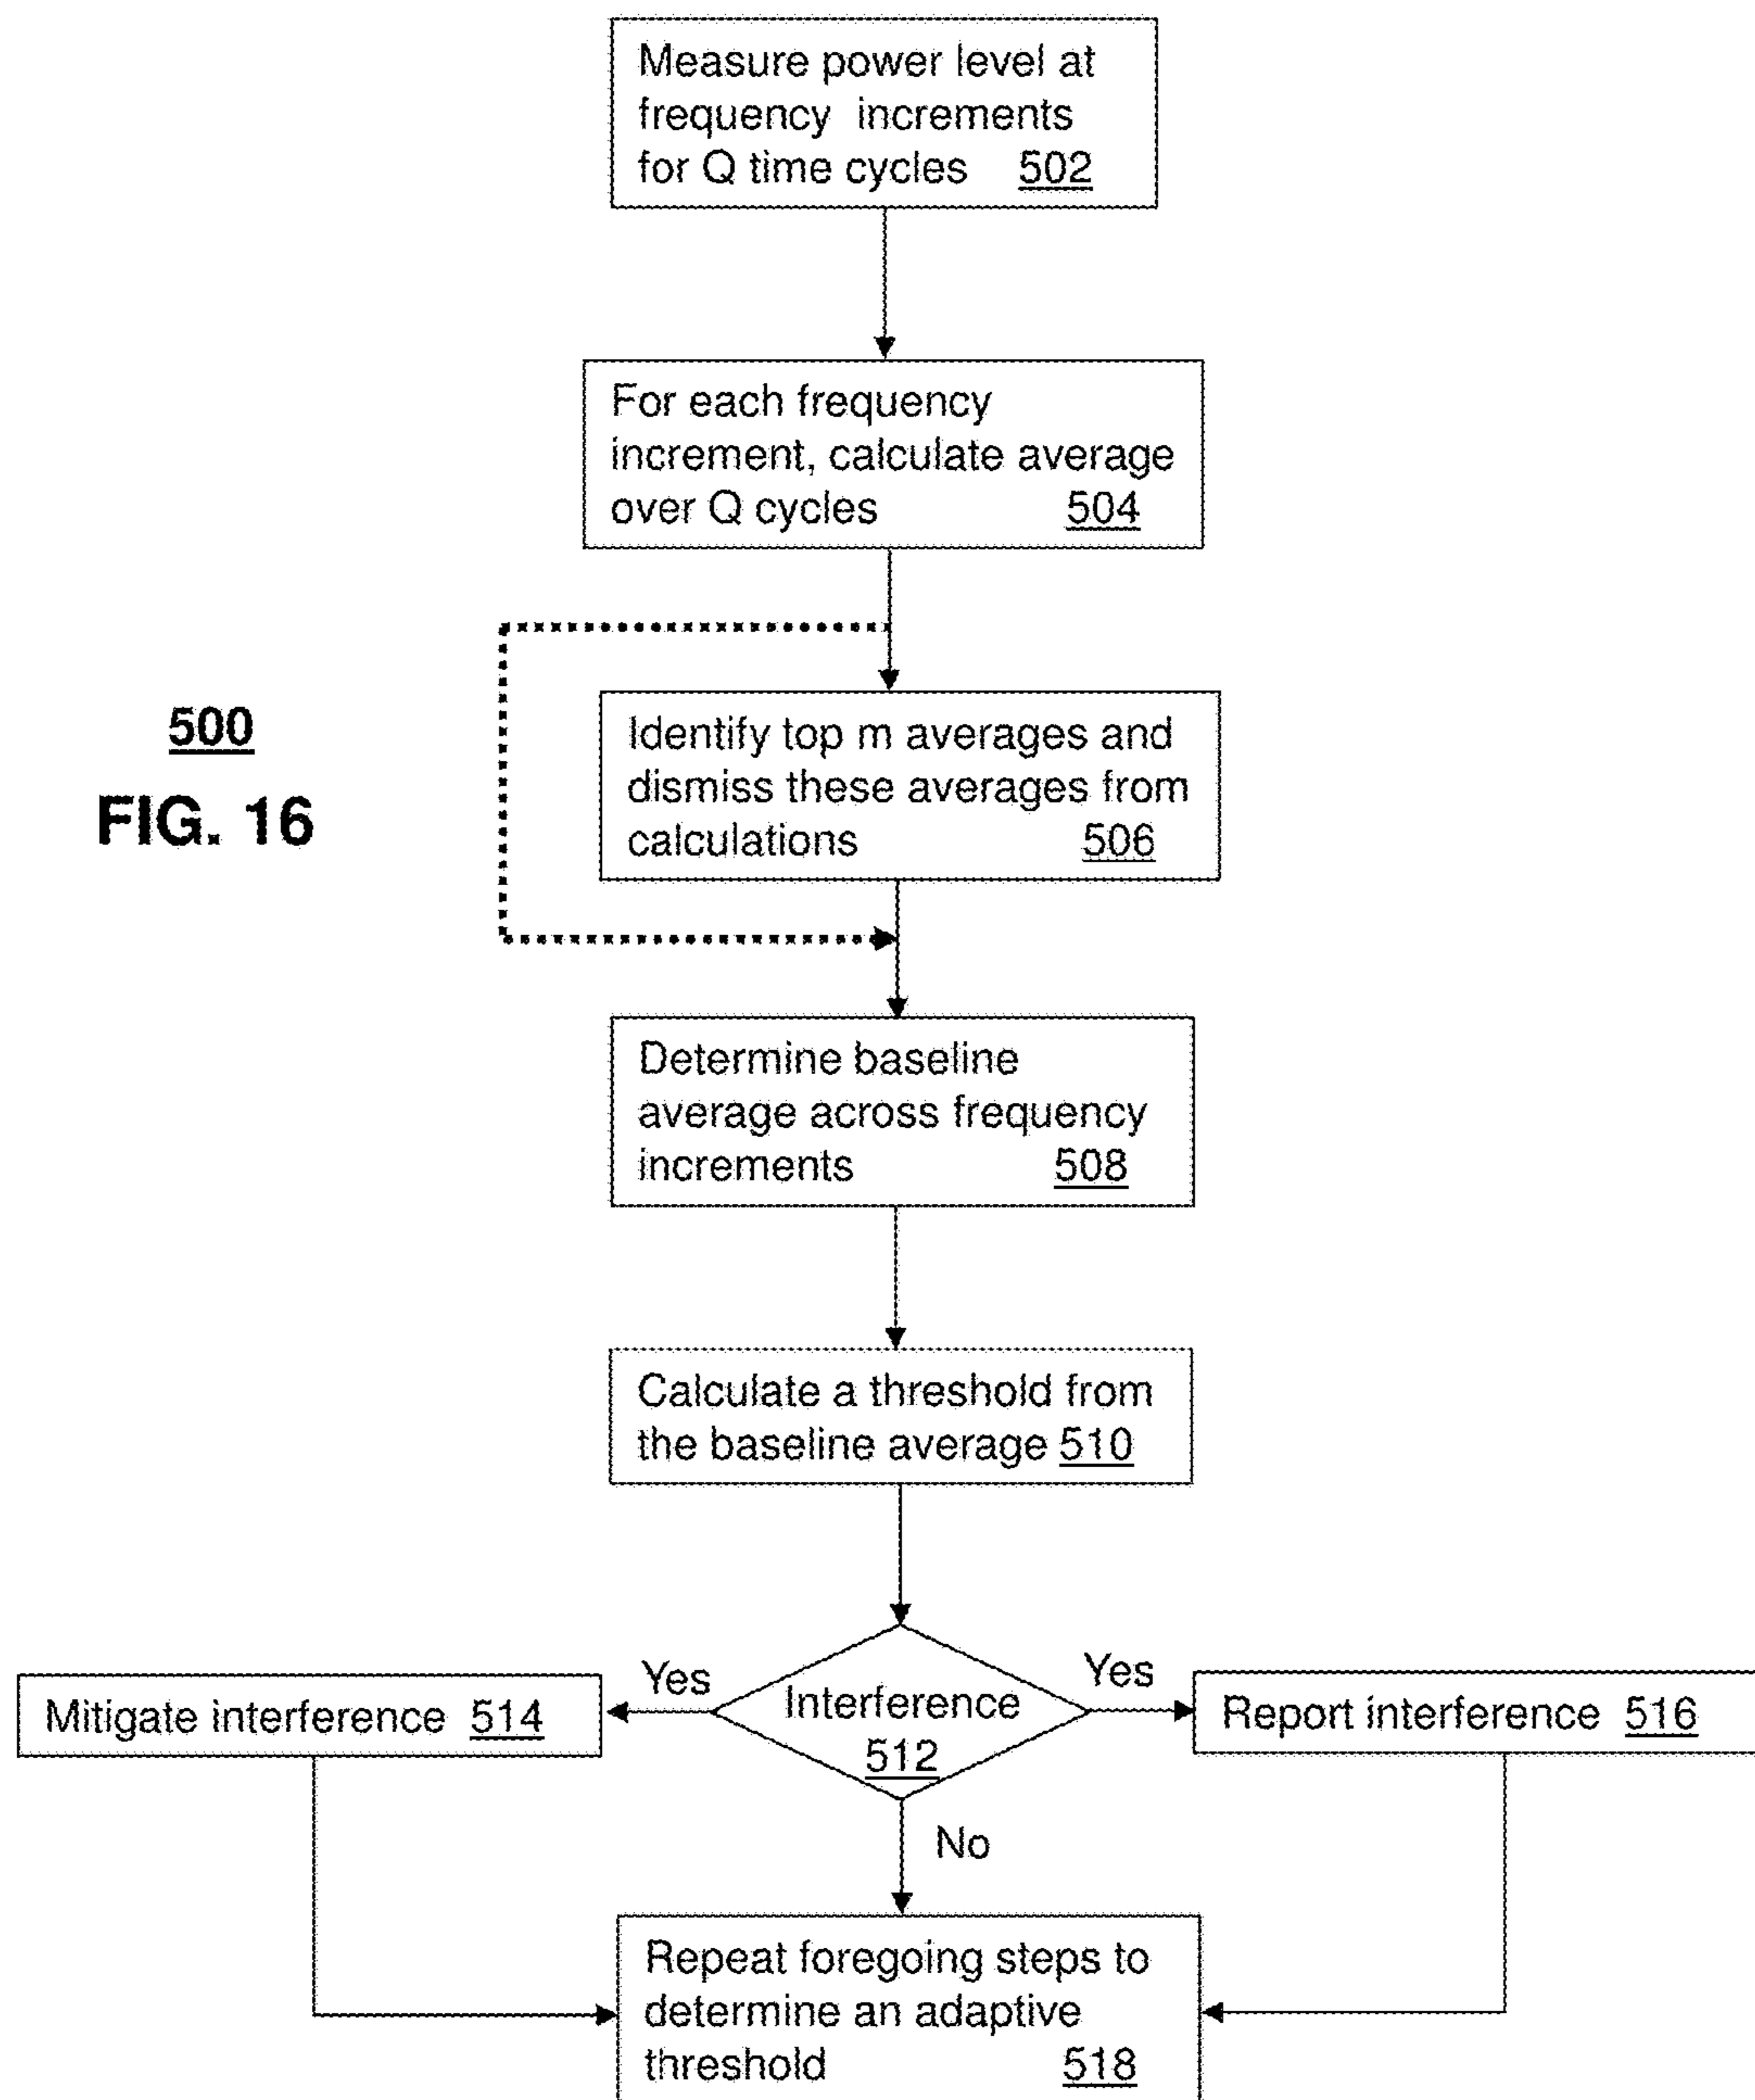 Measure power level at
frequency increments
for Q time cycles 502
For each frequency
increment, calculate average
over Q cycles 504
500
FIG. 16
Identify top m averages and
dismiss these averages from
calculations 506
Determine baseline
average across frequency
increments 508
Calculate a threshold from
the baseline average 510
Mitigate interference 514
Yes
Interference
512
Yes
Report interference 516
No
Repeat foregoing steps to
determine an adaptive
threshold 518